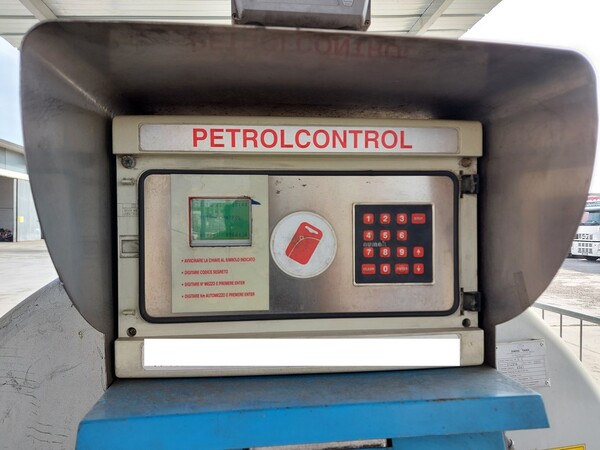 PETROLCONTROL
• AVVICINARE LA CHIAVE AL SIMBOLO INDICATO
• DIGITARE CODICE SEGRETO
• DIGITARE N° MEZZO E PREMERE ENTER
• DIGITARE Km AUTOMEZZO E PREMERE ENTER
1 2 3
4 5 6
7 8 9
0